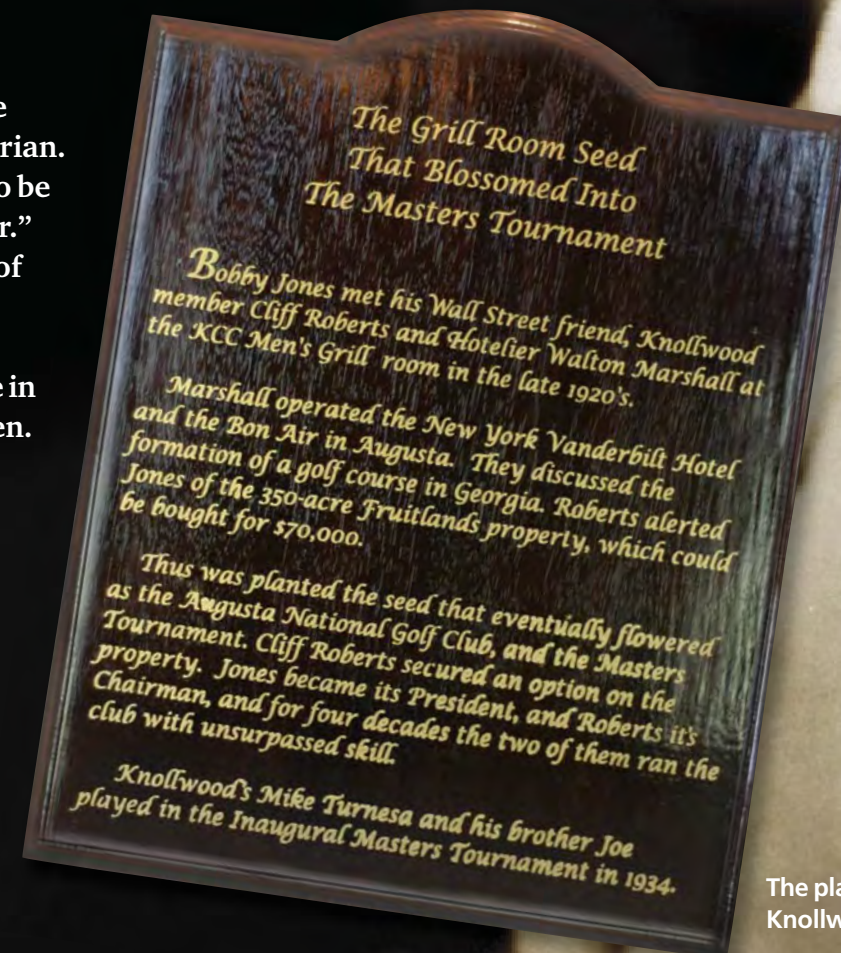 e
rian.
o be
r.”
of
e in
en.
The Grill Room Seed
That Blossomed Into
The Masters Tournament
Bobby Jones met his Wall Street friend, Knollwood
member Cliff Roberts and Hotelier Walton Marshall at
the KCC Men's Grill room in the late 1920's.
Marshall operated the New York Vanderbilt Hotel
and the Bon Air in Augusta. They discussed the
formation of a golf course in Georgia. Roberts alerted
Jones of the 350-acre Fruitlands property, which could
be bought for $70,000.
Thus was planted the seed that eventually flowered
as the Augusta National Golf Club, and the Masters
Tournament. Cliff Roberts secured an option on the
property. Jones became its President, and Roberts it's
Chairman, and for four decades the two of them ran the
club with unsurpassed skill.
Knollwood's Mike Turnesa and his brother Joe
played in the Inaugural Masters Tournament in 1934.
The pla
Knollw